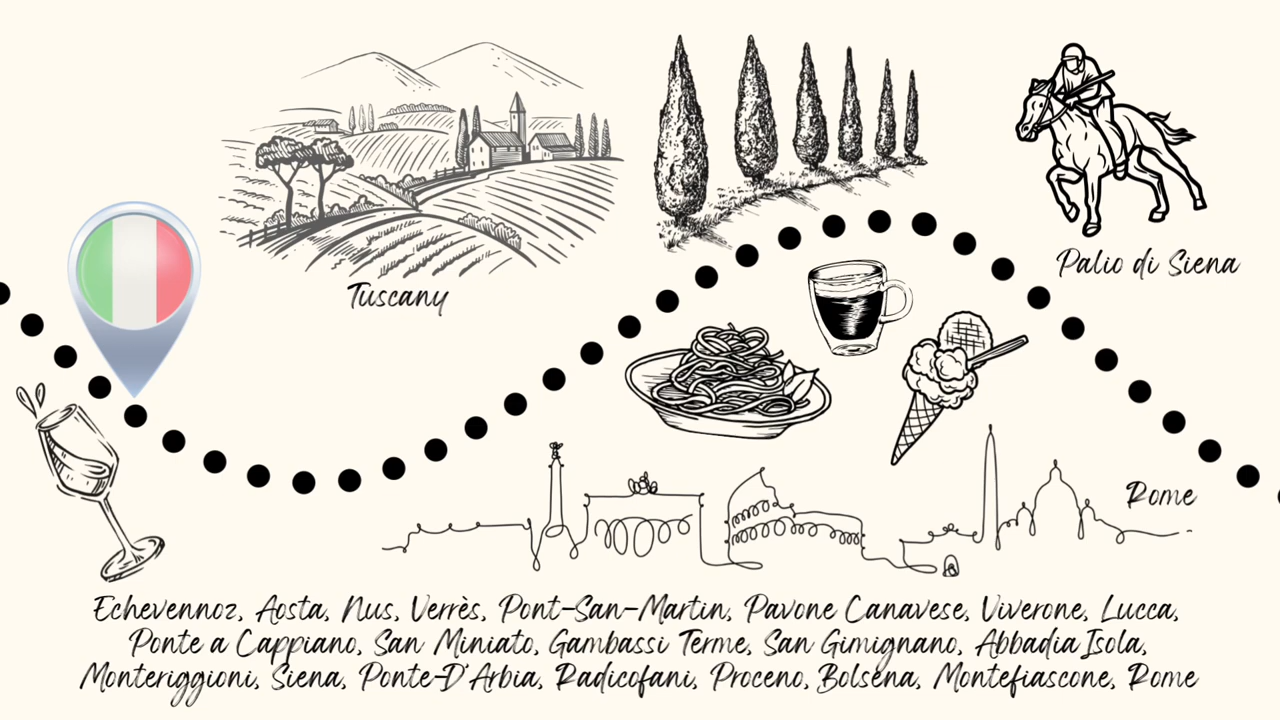 Tuscany
Palio di Siena
Rome
Echevennoz, Aosta, Nus, Verrès, Pont-San-Martin, Pavone Canavese, Viverone, Lucca,
Ponte a Cappiano, San Miniato, Gambassi Terme, San Gimignano, Abbadia Isola,
Monteriggioni, Siena, Ponte-D'Arbia, Radicofani, Proceno, Bolsena, Montefiascone, Rome